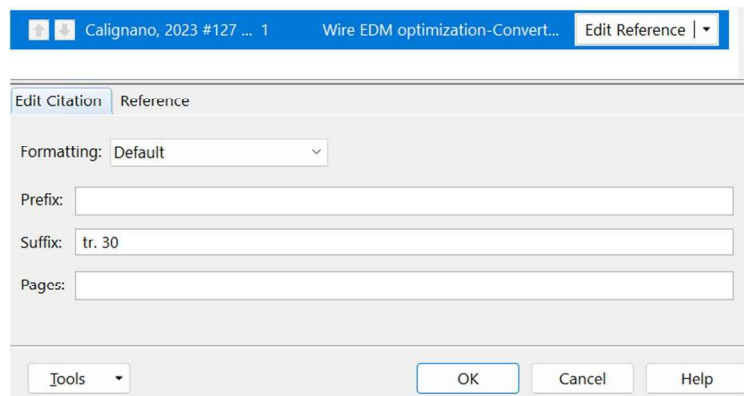 Calignano, 2023 #127 ... 1 Wire EDM optimization-Convert... Edit Reference
Edit Citation Reference
Formatting: Default
Prefix:
Suffix: tr. 30
Pages:
Tools OK Cancel Help